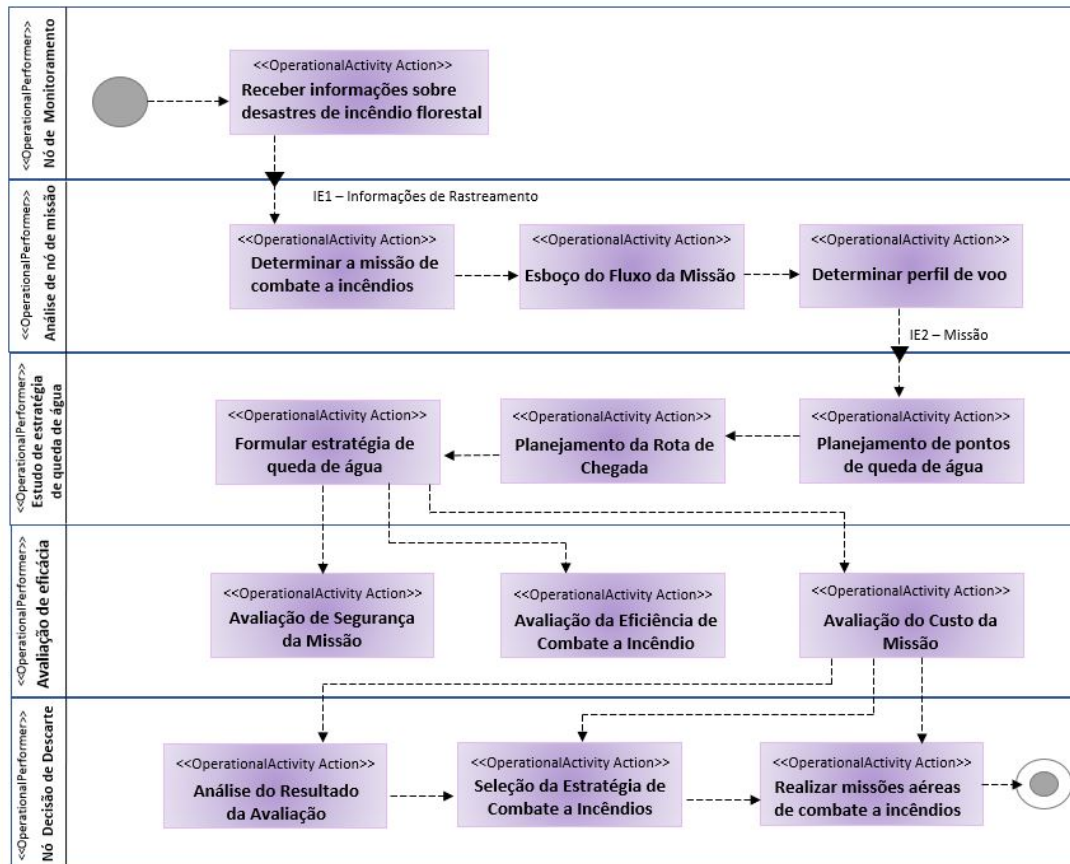 <<OperationalPerformer>>
Nó de Monitoramento
<<OperationalActivity Action>>
Receber informações sobre
desastres de incêndio florestal
IE1 – Informações de Rastreamento
<<OperationalPerformer>>
Análise de nó de missão
<<OperationalActivity Action>>
Determinar a missão de
combate a incêndios
<<OperationalActivity Action>>
Esboço do Fluxo da Missão
<<OperationalActivity Action>>
Determinar perfil de voo
IE2 – Missão
<<OperationalPerformer>>
Estudo de estratégia
de queda de água
<<OperationalActivity Action>>
Formular estratégia de
queda de água
<<OperationalActivity Action>>
Planejamento da Rota de
Chegada
<<OperationalActivity Action>>
Planejamento de pontos
de queda de água
<<OperationalPerformer>>
Avaliação de eficácia
<<OperationalActivity Action>>
Avaliação de Segurança
da Missão
<<OperationalActivity Action>>
Avaliação da Eficiência de
Combate a Incêndio
<<OperationalActivity Action>>
Avaliação do Custo da
Missão
<<OperationalPerformer>>
Nó Decisão de Descarte
<<OperationalActivity Action>>
Análise do Resultado
da Avaliação
<<OperationalActivity Action>>
Seleção da Estratégia de
Combate a Incêndios
<<OperationalActivity Action>>
Realizar missões aéreas
de combate a incêndios